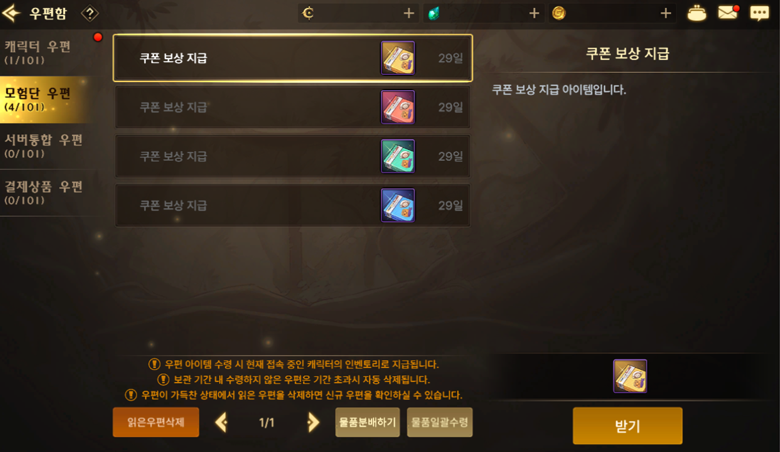 우편함
캐릭터 우편
(1/101)
모험단 우편
(4/101)
서버통합 우편
(0/101)
결제상품 우편
(0/101)
쿠폰 보상 지급 29일
쿠폰 보상 지급 29일
쿠폰 보상 지급 29일
쿠폰 보상 지급 29일
쿠폰 보상 지급
쿠폰 보상 지급 아이템입니다.
우편 아이템 수령 시 현재 접속 중인 캐릭터의 인벤토리로 지급됩니다.
보관 기간 내 수령하지 않은 우편은 기간 초과시 자동 삭제됩니다.
우편이 가득찬 상태에서 읽은 우편을 삭제하면 신규 우편을 확인하실 수 있습니다.
읽은우편삭제 1/1 물품분배하기 물품일괄수령
받기